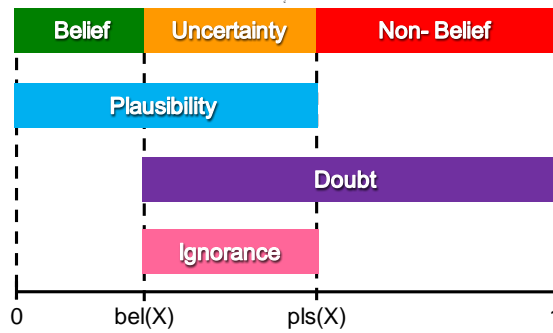 Belief Uncertainty Non- Belief
Plausibility
Doubt
Ignorance
0 bel(X) pls(X)